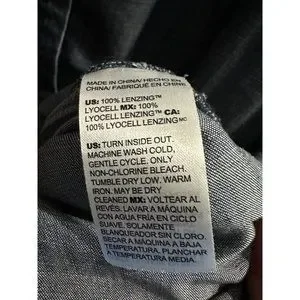 MADE IN CHINA/ HECHO EN
CHINA/ FABRIQUÉ EN CHINE
US: 100% LENZING™
LYOCELL MX: 100%
LYOCELL LENZING™ CA:
100% LYOCELL LENZINGMC
US: TURN INSIDE OUT.
MACHINE WASH COLD,
GENTLE CYCLE. ONLY
NON-CHLORINE BLEACH.
TUMBLE DRY LOW. WARM
IRON. MAY BE DRY
CLEANED MX: VOLTEAR AL
REVÉS. LAVAR A MÁQUINA
CON AGUA FRÍA EN CICLO
SUAVE. SOLAMENTE
BLANQUEADOR SIN CLORO.
SECAR A MÁQUINA A BAJA
TEMPERATURA. PLANCHAR
A TEMPERATURA MEDIA.